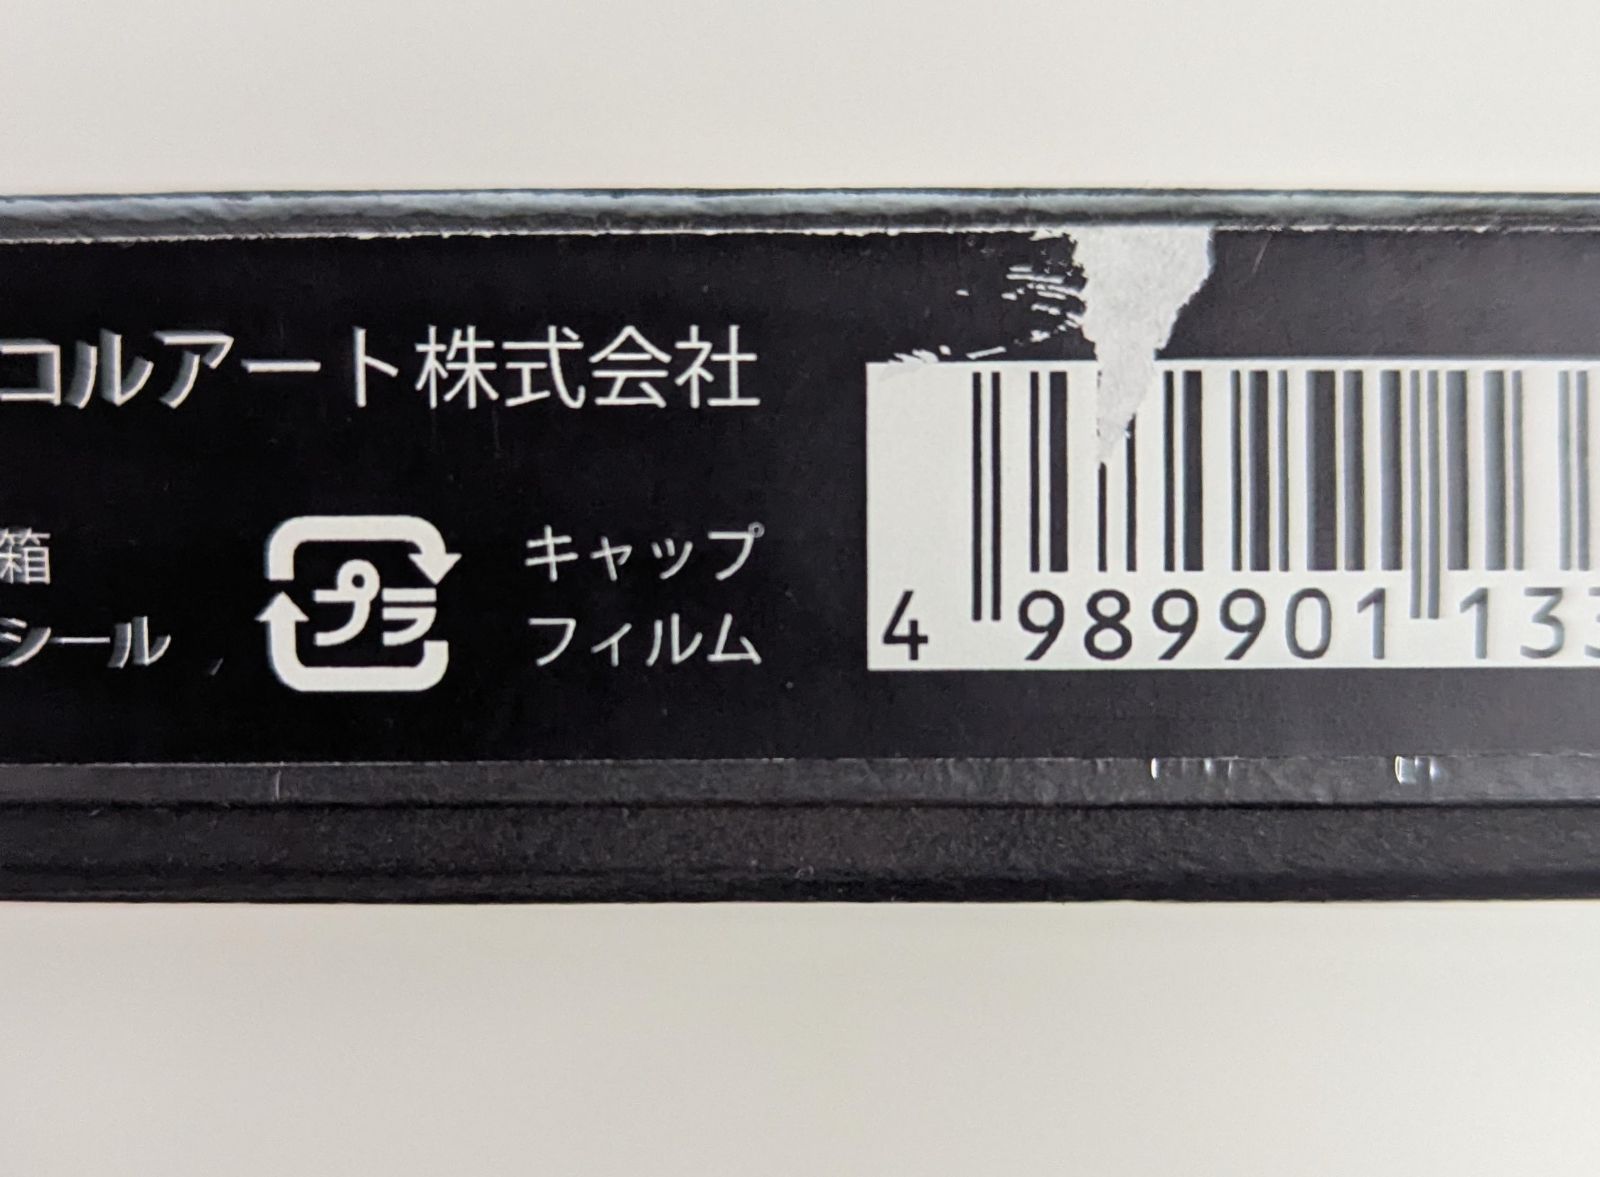 コルアート株式会社
箱
シール
プラ
キャップ
フィルム
4 989901 133